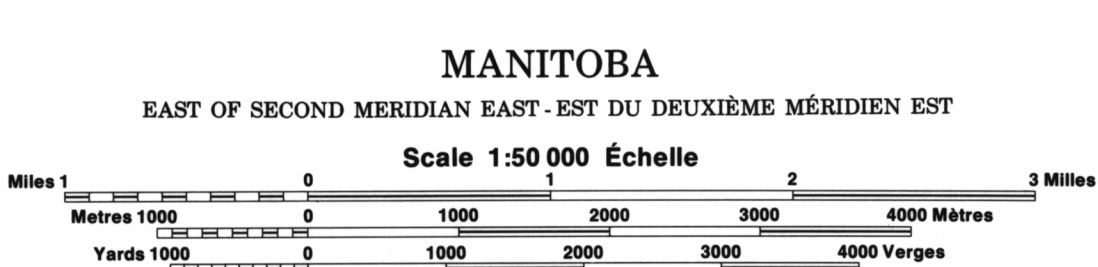 MANITOBA
EAST OF SECOND MERIDIAN EAST - EST DU DEUXIÈME MÉRIDIEN EST
Scale 1:50 000 Échelle
Miles 1 0 1 2 3 Milles
Metres 1000 0 1000 2000 3000 4000 Mètres
Yards 1000 0 1000 2000 3000 4000 Verges